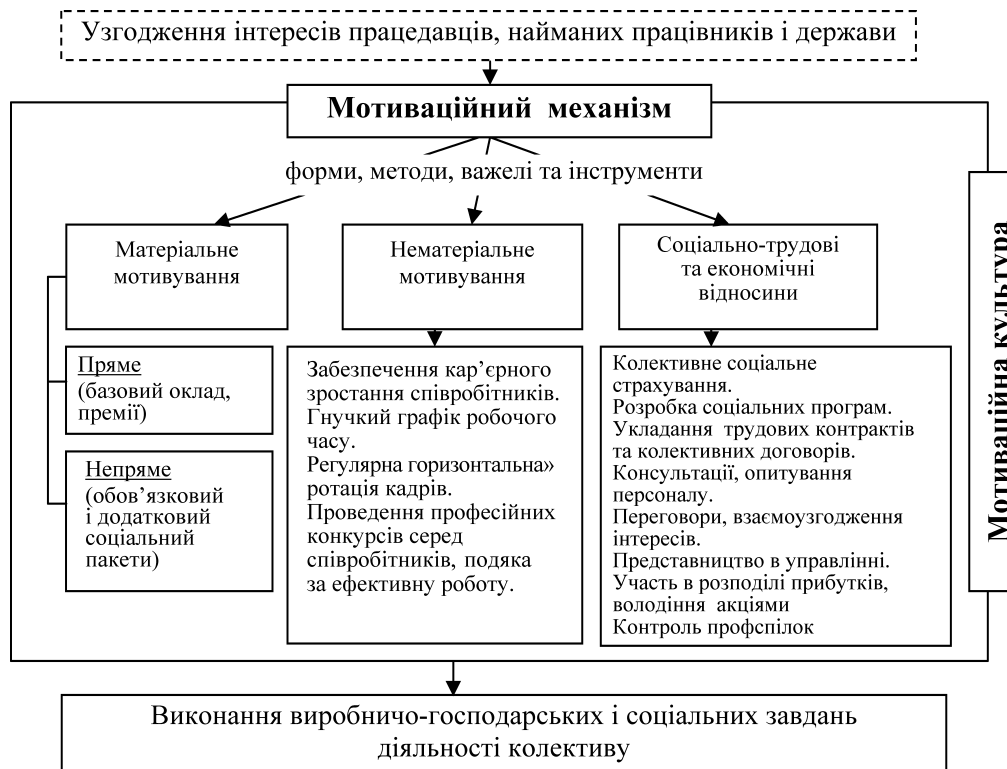 Узгодження інтересів працедавців, найманих працівників і держави
Мотиваційний механізм
форми, методи, важелі та інструменти
Матеріальне
мотивування
Нематеріальне
мотивування
Соціально-трудові
та економічні
відносини
Пряме
(базовий оклад,
премії)
Непряме
(обов’язковий
і додатковий
соціальний
пакети)
Забезпечення кар’єрного
зростання співробітників.
Гнучкий графік робочого
часу.
Регулярна горизонтальна»
ротація кадрів.
Проведення професійних
конкурсів серед
співробітників, подяка
за ефективну роботу.
Колективне соціальне
страхування.
Розробка соціальних програм.
Укладання трудових контрактів
та колективних договорів.
Консультації, опитування
персоналу.
Переговори, взаємоузгодження
інтересів.
Представництво в управлінні.
Участь в розподілі прибутків,
володіння акціями
Контроль профспілок
Мотиваційна культура
Виконання виробничо-господарських і соціальних завдань
діяльності колективу